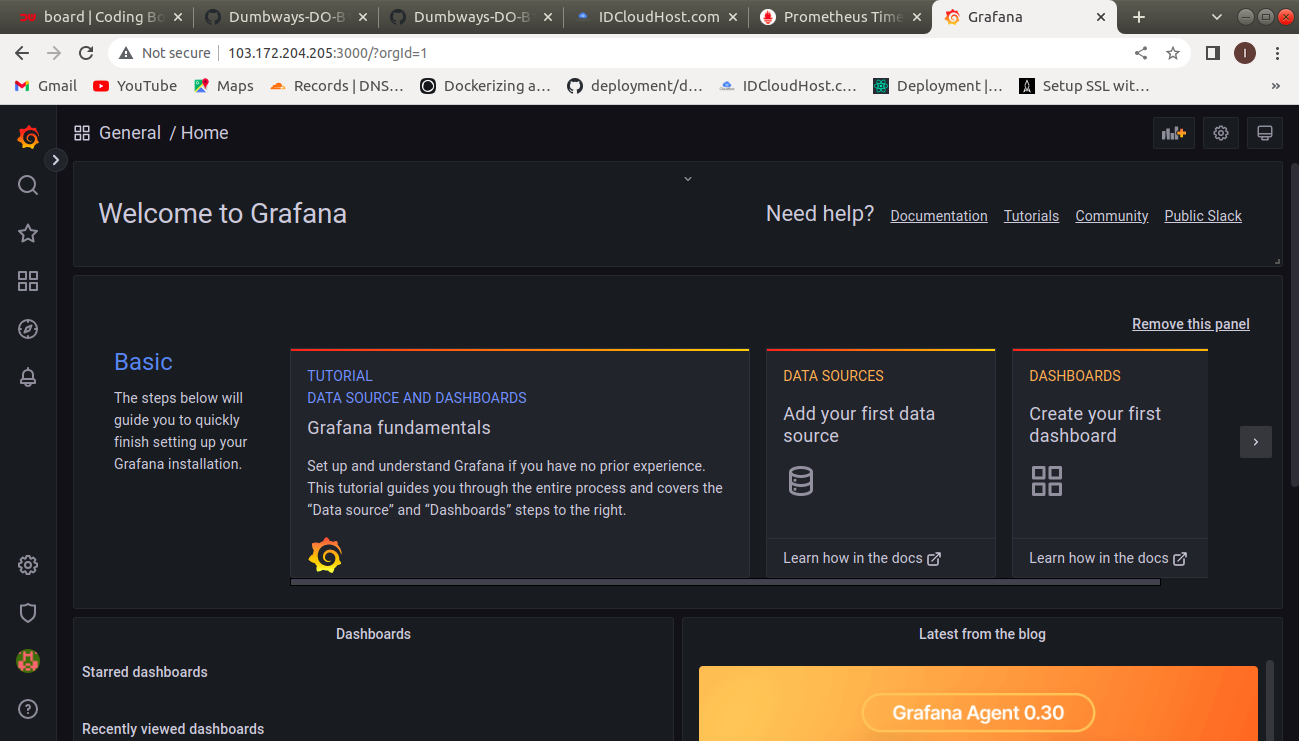 board | Coding Bo
Dumbways-DO-B
Dumbways-DO-B
IDCloudHost.com
Prometheus Time
Grafana
Not secure
103.172.204.205:3000/?orgId=1
I
Gmail
YouTube
Maps
Records | DNS...
Dockerizing a...
deployment/d...
IDCloudHost.c...
Deployment |...
Setup SSL wit...
»
General / Home
Welcome to Grafana
Need help? Documentation Tutorials Community Public Slack
Remove this panel
Basic
The steps below will
guide you to quickly
finish setting up your
Grafana installation.
TUTORIAL
DATA SOURCE AND DASHBOARDS
Grafana fundamentals
Set up and understand Grafana if you have no prior experience.
This tutorial guides you through the entire process and covers the
“Data source” and “Dashboards” steps to the right.
DATA SOURCES
Add your first data
source
Learn how in the docs
DASHBOARDS
Create your first
dashboard
Learn how in the docs
Dashboards
Starred dashboards
Recently viewed dashboards
Latest from the blog
Grafana Agent 0.30